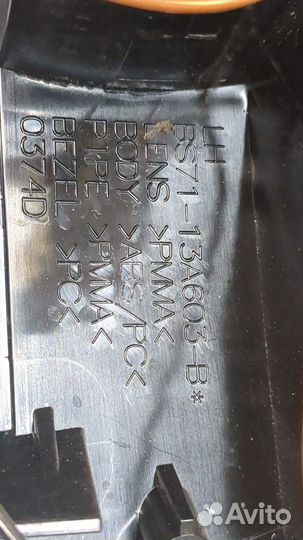 LH
BS71-13A603-B*
LENS >PMMA<
BODY >ABS/PC<
PIPE >PMMA<
BEZEL >PC<
0374D
Avito